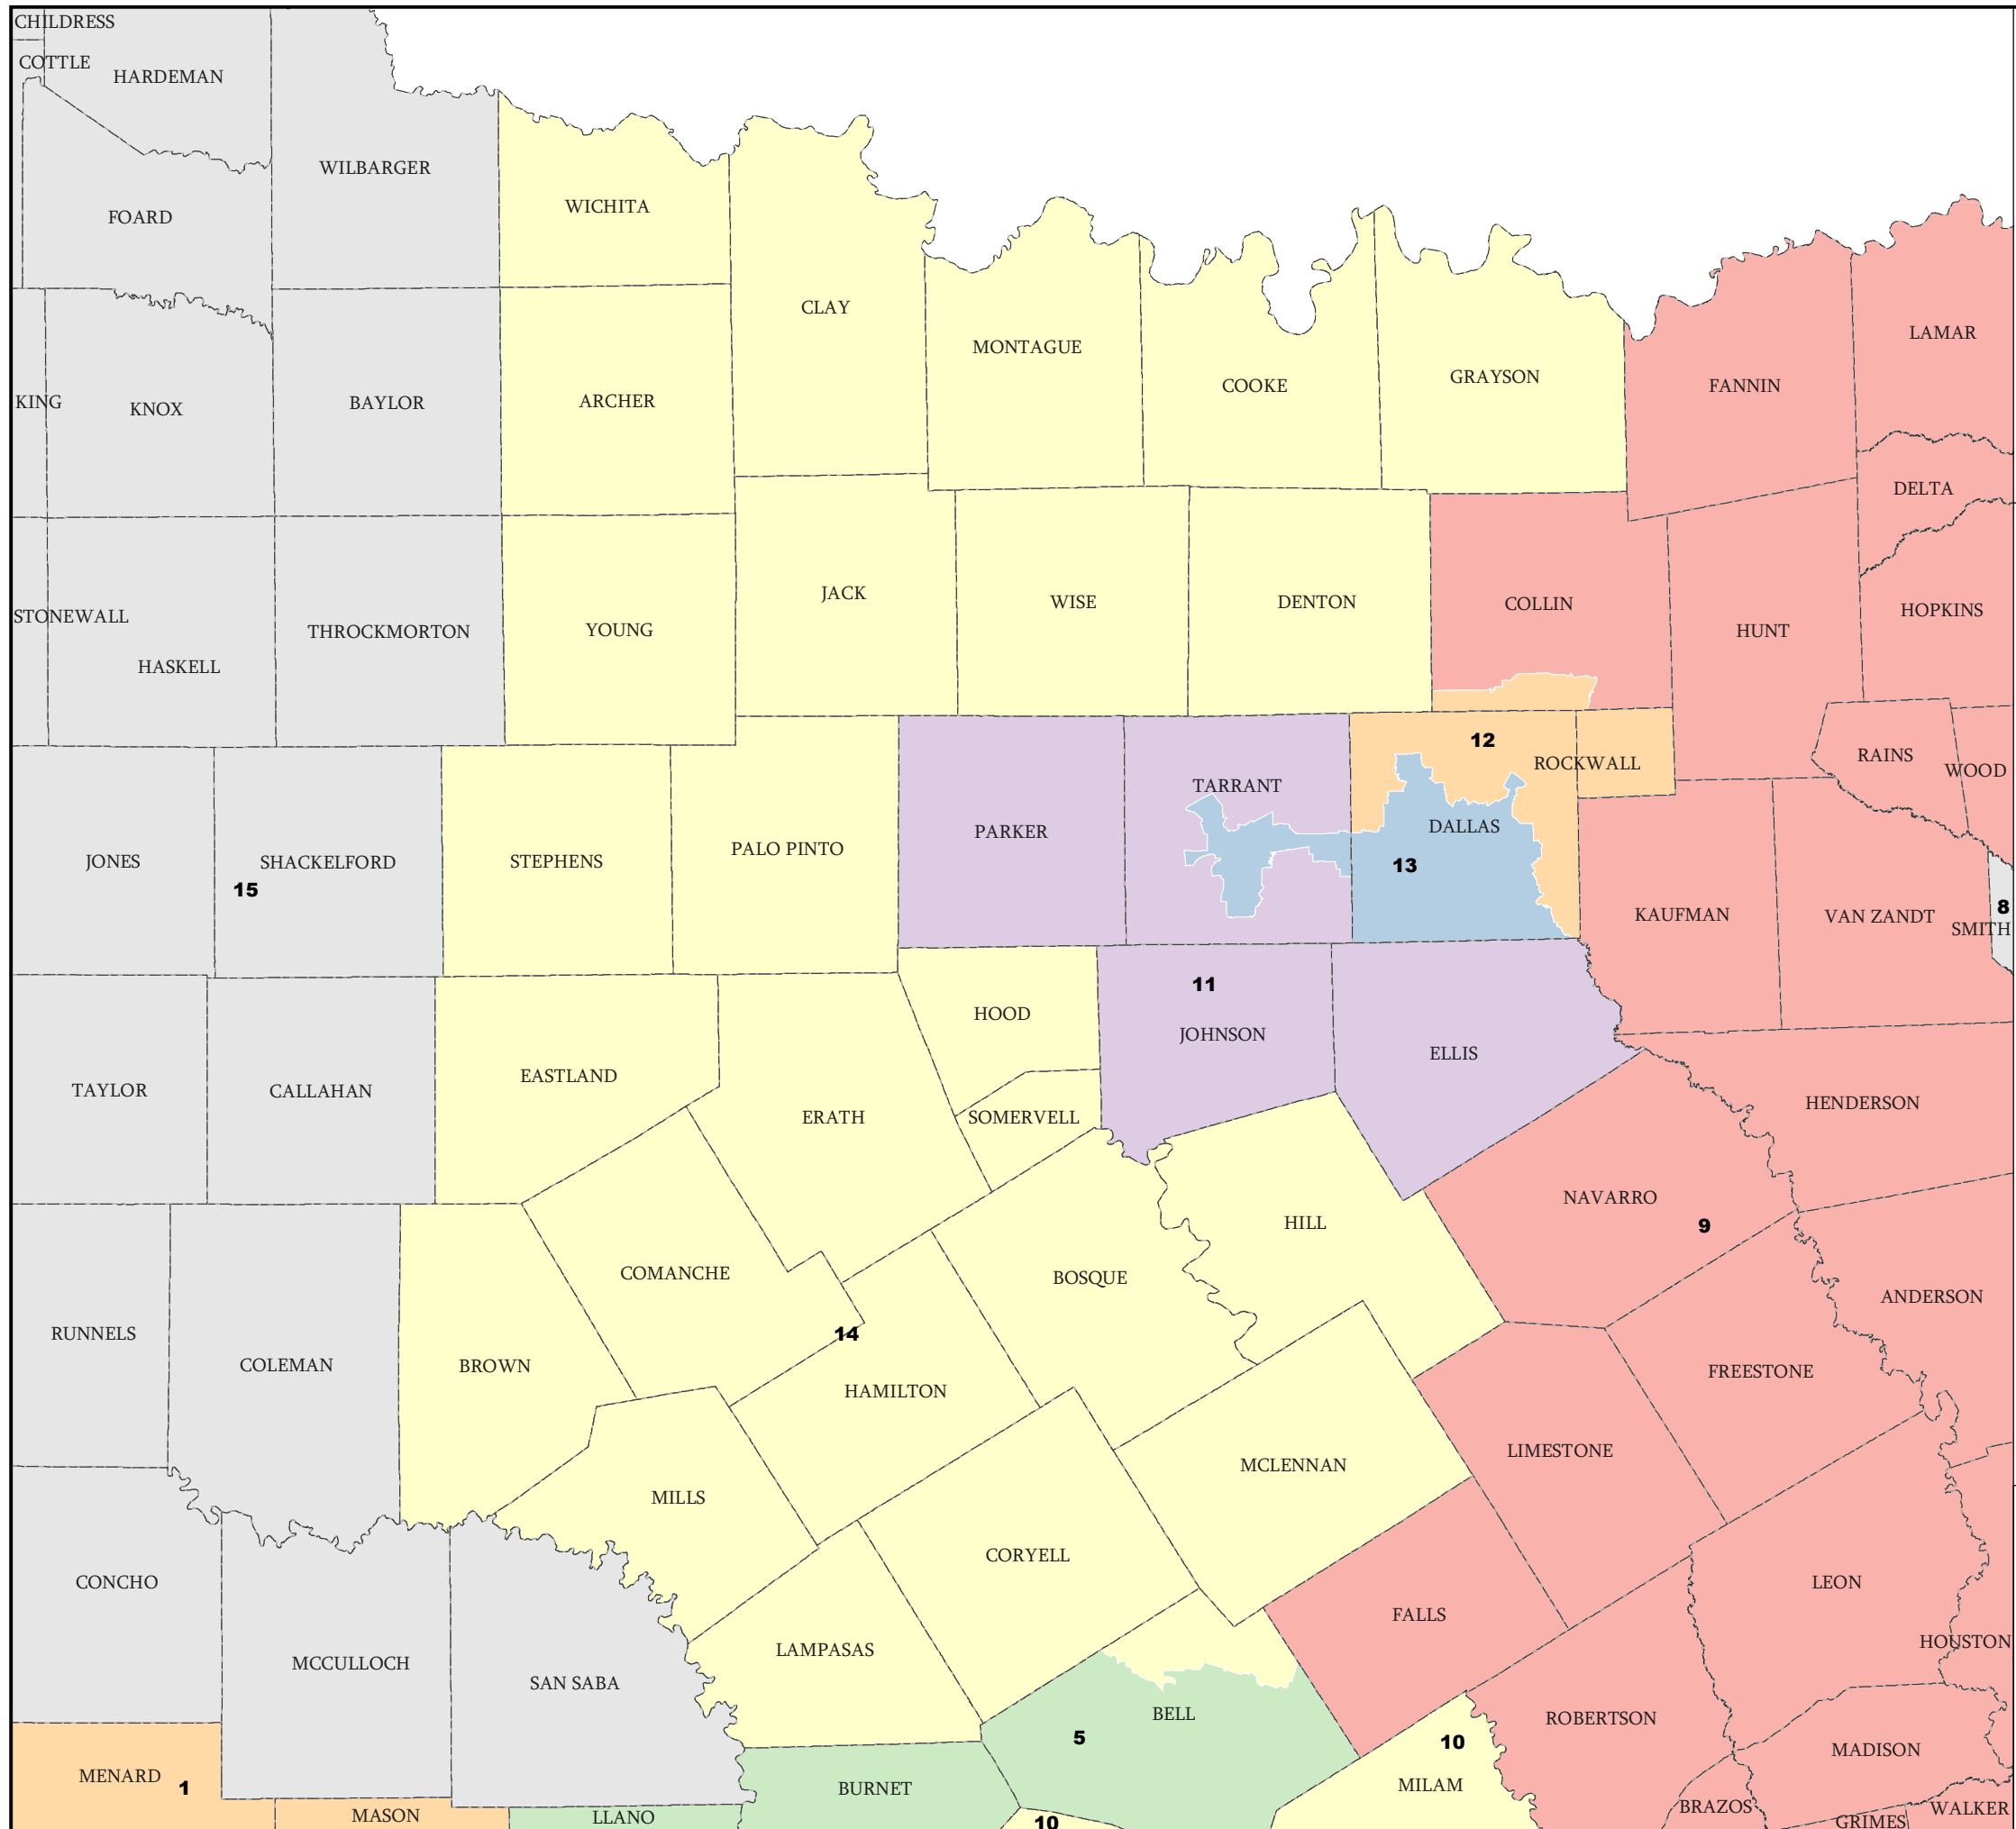 CHILDRESS
COTTLE
HARDEMAN
WILBARGER
FOARD
WICHITA
CLAY
MONTAGUE
COOKE
GRAYSON
FANNIN
LAMAR
KING
KNOX
BAYLOR
ARCHER
DELTA
STONEWALL
HASKELL
THROCKMORTON
YOUNG
JACK
WISE
DENTON
COLLIN
HUNT
HOPKINS
12
ROCKWALL
RAINS
WOOD
TARRANT
DALLAS
13
PARKER
PALO PINTO
STEPHENS
SHACKELFORD
15
JONES
KAUFMAN
VAN ZANDT
8
SMITH
11
JOHNSON
HOOD
ELLIS
TAYLOR
CALLAHAN
EASTLAND
ERATH
SOMERVELL
HENDERSON
NAVARRO
9
HILL
BOSQUE
COMANCHE
14
HAMILTON
RUNNELS
COLEMAN
BROWN
ANDERSON
FREESTONE
LIMESTONE
MCLENNAN
MILLS
CORYELL
CONCHO
MCCULLOCH
SAN SABA
LAMPASAS
FALLS
LEON
HOUSTON
BELL
5
ROBERTSON
10
MILAM
MADISON
MENARD
1
MASON
LLANO
BURNET
10
BRAZOS
GRIMES
WALKER